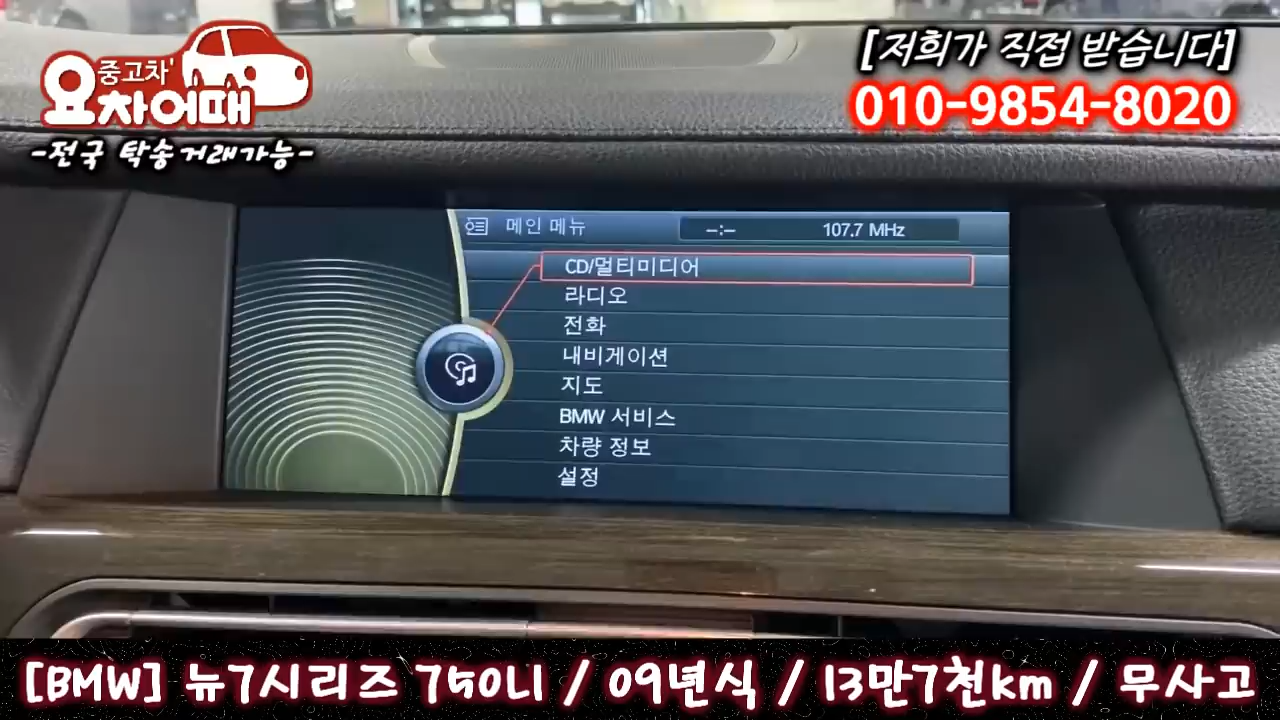 중고차'
요차어때
-전국 탁송거래가능-
[저희가 직접 받습니다]
010-9854-8020
메인 메뉴
--:-- 107.7 MHz
CD/멀티미디어
라디오
전화
내비게이션
지도
BMW 서비스
차량 정보
설정
[BMW] 뉴7시리즈 750LI / 09년식 / 13만7천km / 무사고